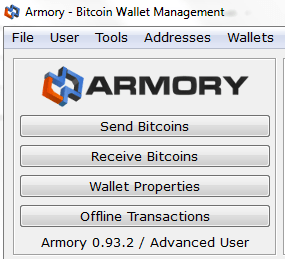 Armory - Bitcoin Wallet Management
File User Tools Addresses Wallets
ARMORY
Send Bitcoins
Receive Bitcoins
Wallet Properties
Offline Transactions
Armory 0.93.2 / Advanced User